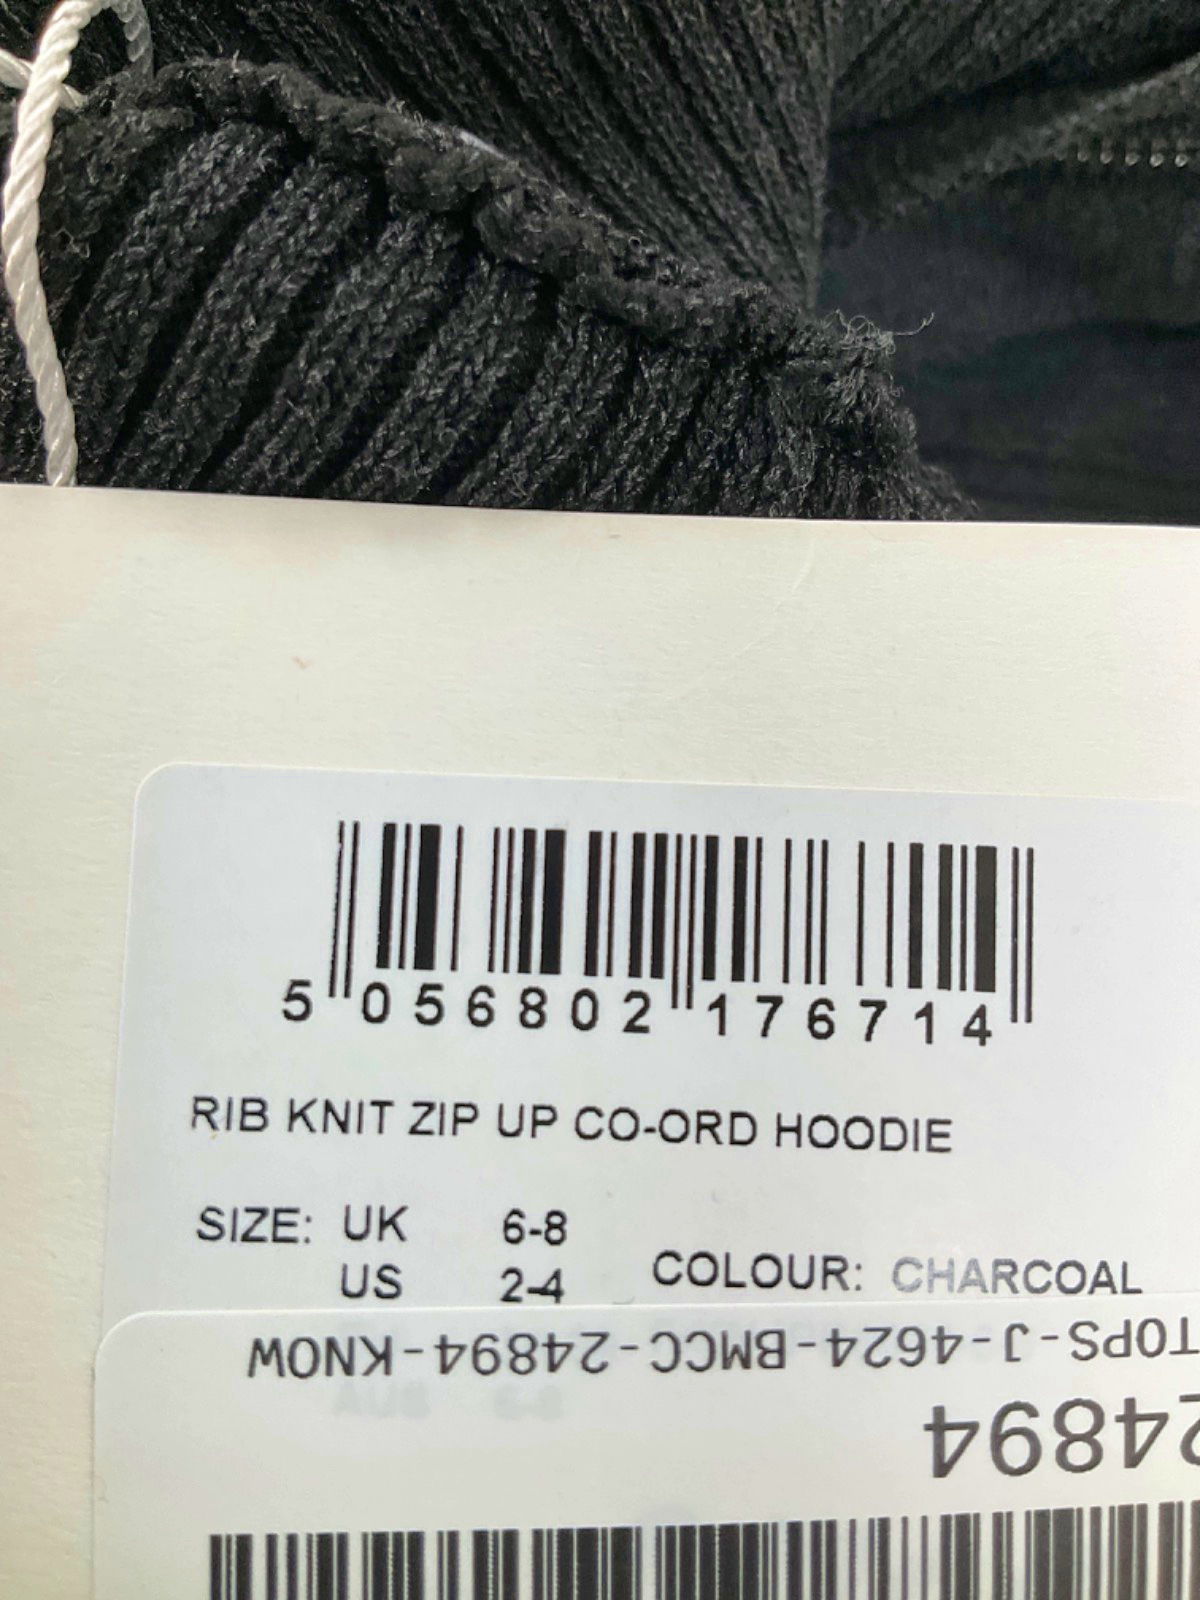 5 056802 176714
RIB KNIT ZIP UP CO-ORD HOODIE
SIZE: UK 6-8
US 2-4 COLOUR: CHARCOAL
TOPS-J-4624-BMCC-24894-KNOW
24894